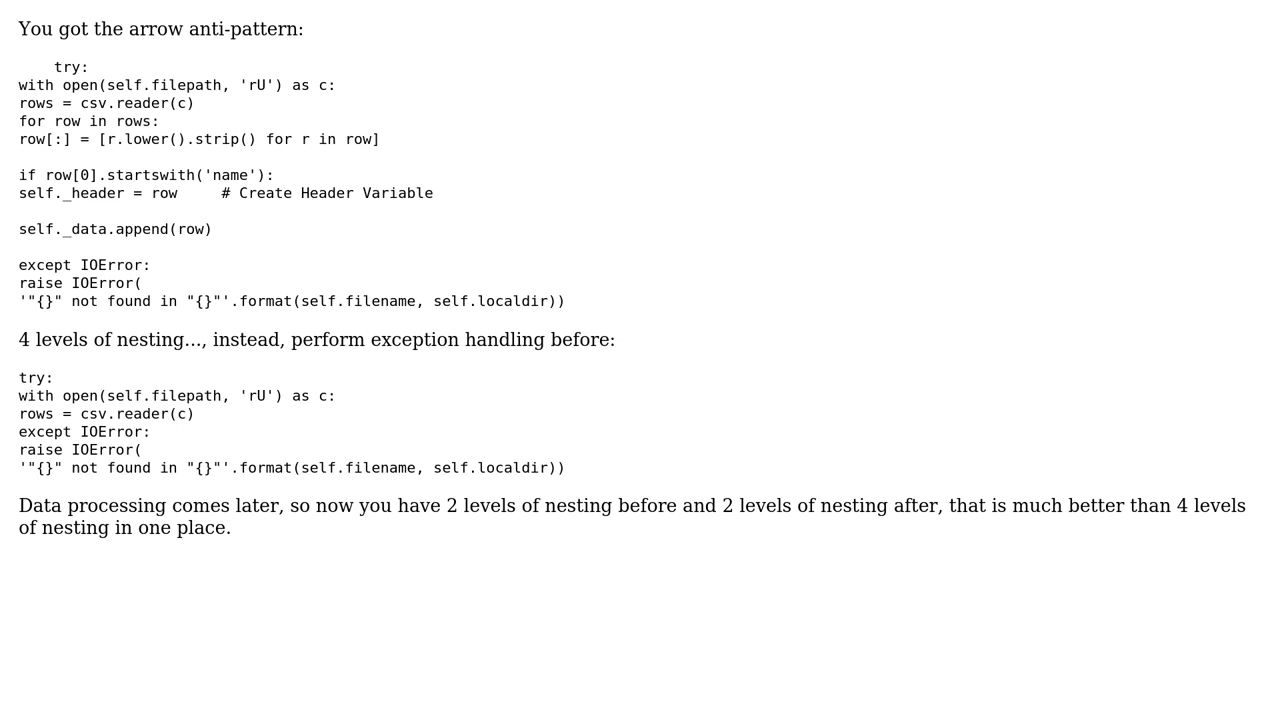 You got the arrow anti-pattern:
    try:
with open(self.filepath, 'rU') as c:
rows = csv.reader(c)
for row in rows:
row[:] = [r.lower().strip() for r in row]
if row[0].startswith('name'):
self._header = row     # Create Header Variable
self._data.append(row)
except IOError:
raise IOError(
'"{}" not found in "{}"'.format(self.filename, self.localdir))
4 levels of nesting..., instead, perform exception handling before:
try:
with open(self.filepath, 'rU') as c:
rows = csv.reader(c)
except IOError:
raise IOError(
'"{}" not found in "{}"'.format(self.filename, self.localdir))
Data processing comes later, so now you have 2 levels of nesting before and 2 levels of nesting after, that is much better than 4 levels
of nesting in one place.